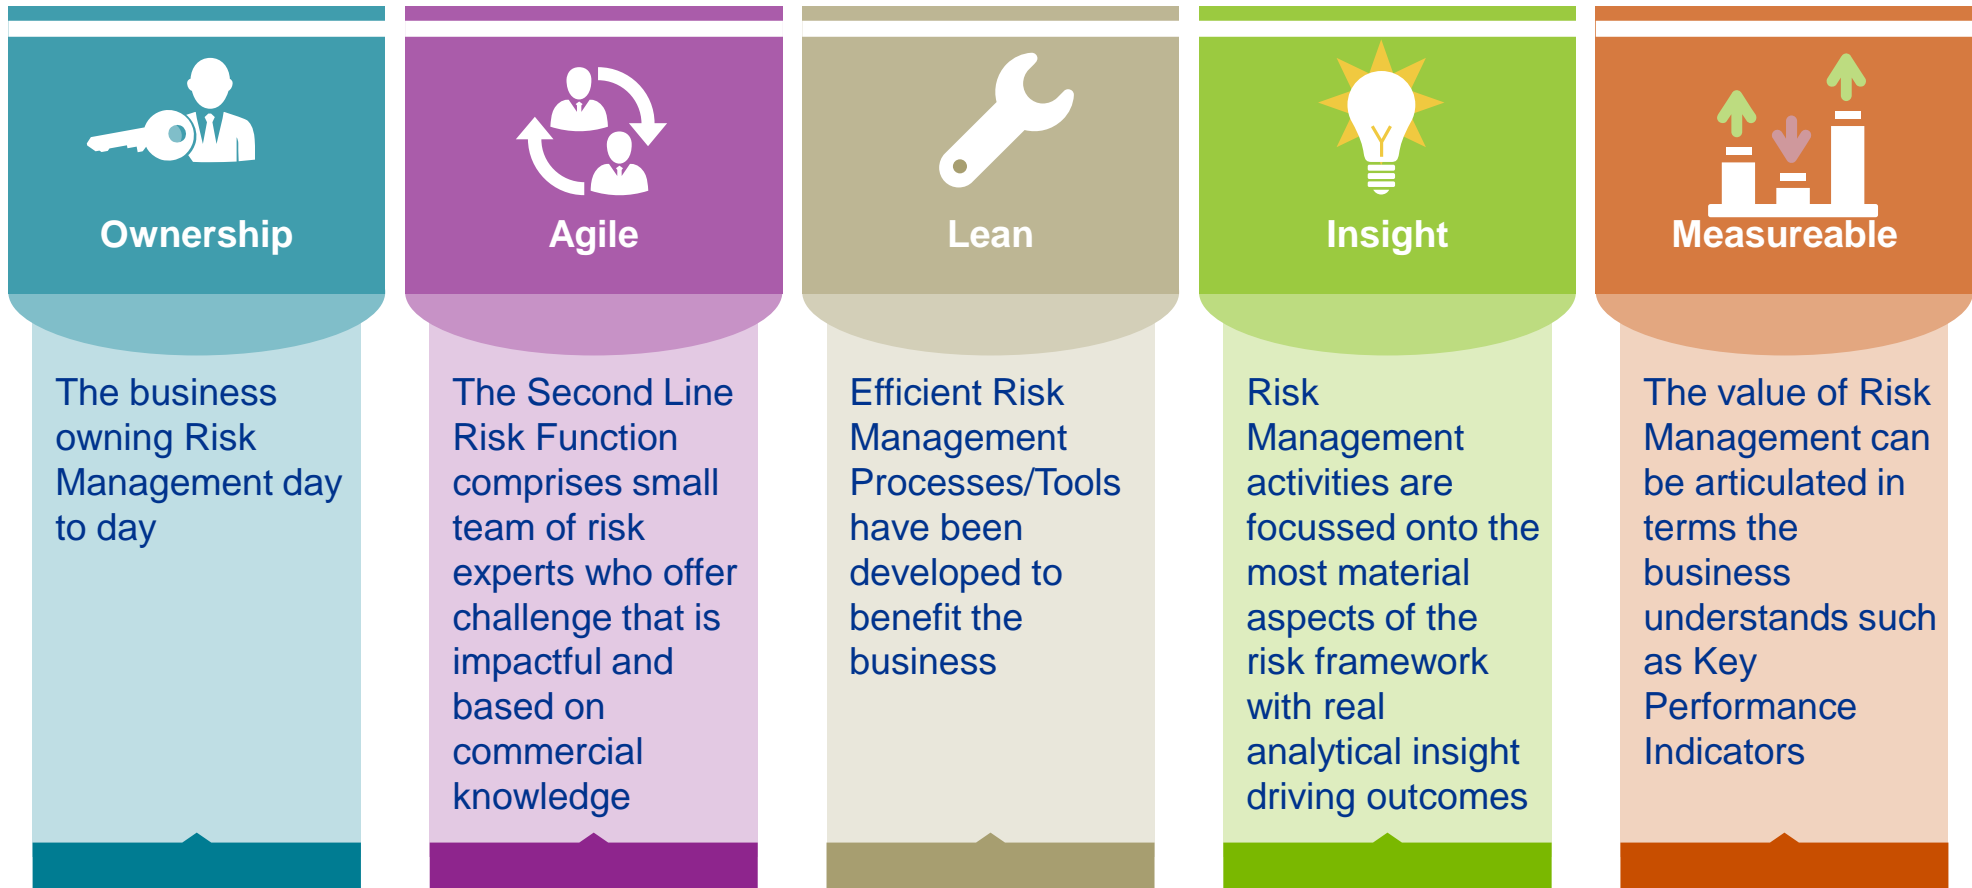 Ownership
The business
owning Risk
Management day
to day
Agile
The Second Line
Risk Function
comprises small
team of risk
experts who offer
challenge that is
impactful and
based on
commercial
knowledge
Lean
Efficient Risk
Management
Processes/Tools
have been
developed to
benefit the
business
Insight
Risk
Management
activities are
focussed onto the
most material
aspects of the
risk framework
with real
analytical insight
driving outcomes
Measureable
The value of Risk
Management can
be articulated in
terms the
business
understands such
as Key
Performance
Indicators